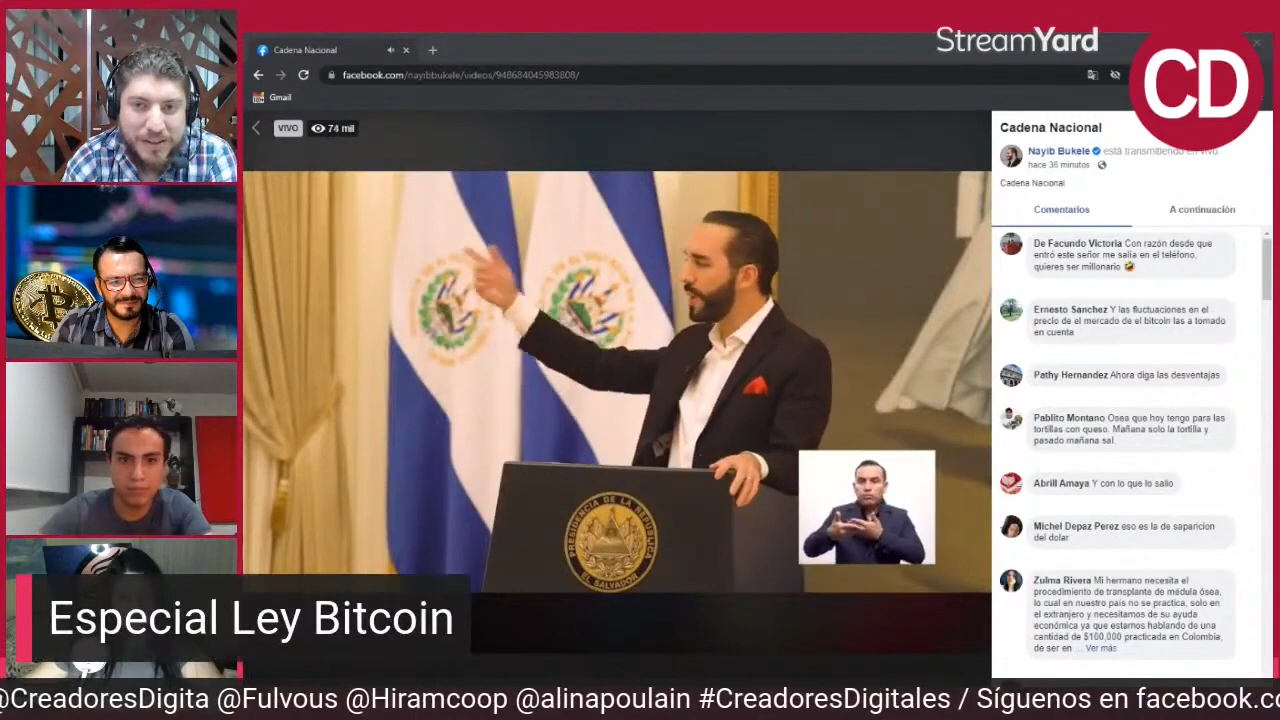 StreamYard
CD
Cadena Nacional
facebook.com/nayibbukele/videos/948684045983808/
Gmail
VIVO
74 mil
Cadena Nacional
Nayib Bukele está transmitiendo en vivo.
hace 36 minutos
Cadena Nacional
Comentarios
A continuación
De Facundo Victoria Con razón desde que
entró este señor me salía en el teléfono,
quieres ser millonario
Ernesto Sanchez Y las fluctuaciones en el
precio de el mercado de el bitcoin las a tomado
en cuenta
Pathy Hernandez Ahora diga las desventajas
Pablito Montano Osea que hoy tengo para las
tortillas con queso. Mañana solo la tortilla y
pasado mañana sal.
Abrill Amaya Y con lo que lo salio
Michel Depaz Perez eso es la de saparicion
del dolar
Zulma Rivera Mi hermano necesita el
procedimiento de transplante de médula ósea,
lo cual en nuestro país no se practica, solo en
el extranjero y necesitamos de su ayuda
económica ya que estamos hablando de una
cantidad de $100,000 practicada en Colombia,
de ser en ... Ver más
PRESIDENCIA DE LA REPÚBLICA
EL SALVADOR
Especial Ley Bitcoin
@CreadoresDigita @Fulvous @Hiramcoop @alinapoulain #CreadoresDigitales / Síguenos en facebook.co